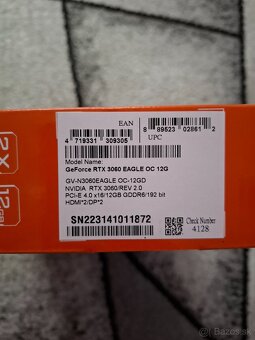 EAN
4 719331 309305
8 89523 02861 2
UPC
Model Name:
GeForce RTX 3060 EAGLE OC 12G
GV-N3060EAGLE OC-12GD
NVIDIA RTX 3060/REV 2.0
PCI-E 4.0 x16/12GB GDDR6/192 bit
HDMI*2/DP*2
SN223141011872
Check Number
4128
2X
12GB
bazos.sk